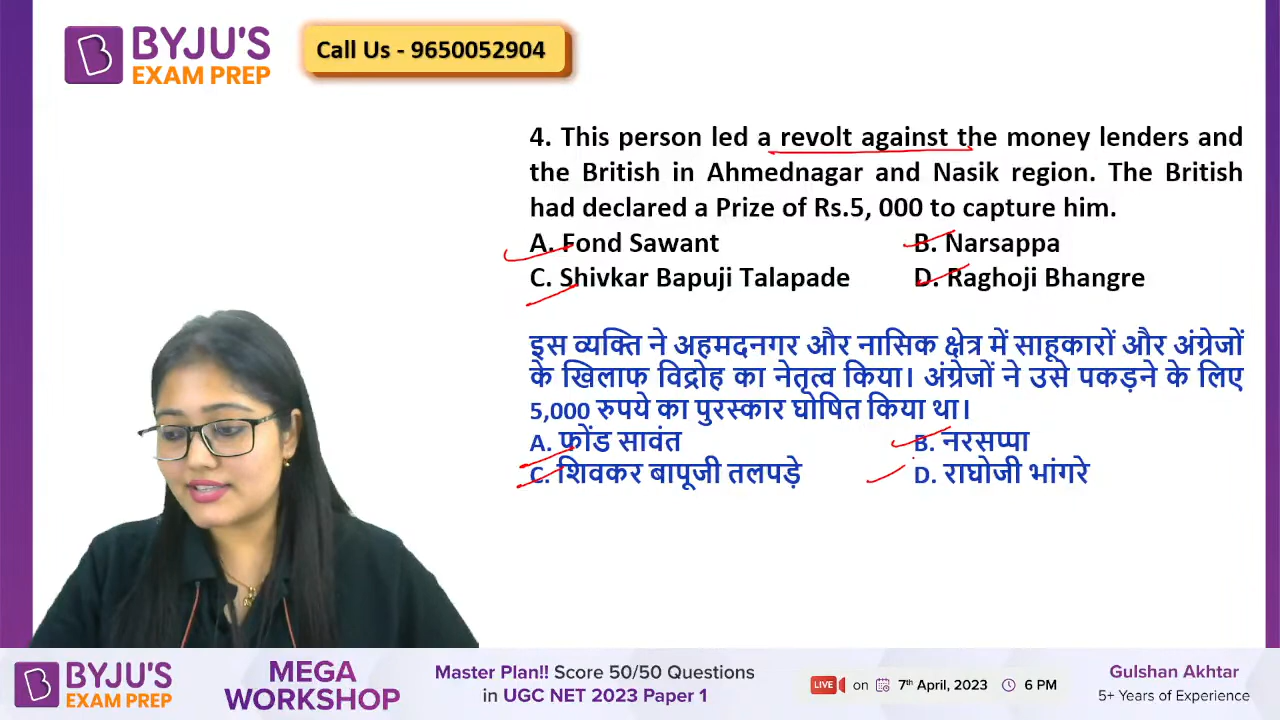 BYJU'S
EXAM PREP
Call Us - 9650052904
4. This person led a revolt against the money lenders and
the British in Ahmednagar and Nasik region. The British
had declared a Prize of Rs.5, 000 to capture him.
A. Fond Sawant B. Narsappa
C. Shivkar Bapuji Talapade D. Raghoji Bhangre
इस व्यक्ति ने अहमदनगर और नासिक क्षेत्र में साहूकारों और अंग्रेजों
के खिलाफ विद्रोह का नेतृत्व किया। अंग्रेजों ने उसे पकड़ने के लिए
5,000 रुपये का पुरस्कार घोषित किया था।
A. फोंड सावंत B. नरसप्पा
C. शिवकर बापूजी तलपड़े D. राघोजी भांगरे
BYJU'S
EXAM PREP
MEGA
WORKSHOP
Master Plan!! Score 50/50 Questions
in UGC NET 2023 Paper 1
LIVE on 7th April, 2023 6 PM
Gulshan Akhtar
5+ Years of Experience